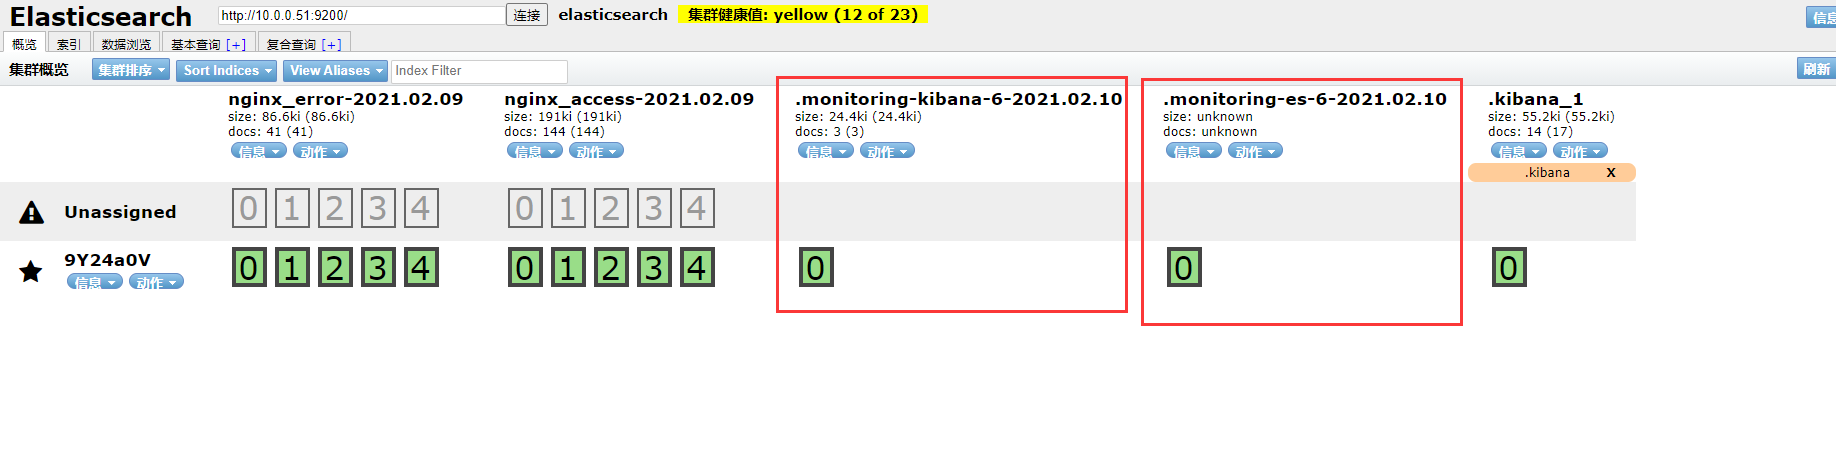 Elasticsearch http://10.0.0.51:9200/ 连接 elasticsearch 集群健康值: yellow (12 of 23) 信息
概览 索引 数据浏览 基本查询 [+] 复合查询 [+]
集群概览 集群排序 Sort Indices View Aliases Index Filter 刷新
nginx_error-2021.02.09 nginx_access-2021.02.09 .monitoring-kibana-6-2021.02.10 .monitoring-es-6-2021.02.10 .kibana_1
size: 86.6ki (86.6ki) size: 191ki (191ki) size: 24.4ki (24.4ki) size: unknown size: 55.2ki (55.2ki)
docs: 41 (41) docs: 144 (144) docs: 3 (3) docs: unknown docs: 14 (17)
信息 动作 信息 动作 信息 动作 信息 动作 信息 动作
.kibana X
Unassigned 0 1 2 3 4 0 1 2 3 4
9Y24a0V 0 1 2 3 4 0 1 2 3 4 0 0 0
信息 动作